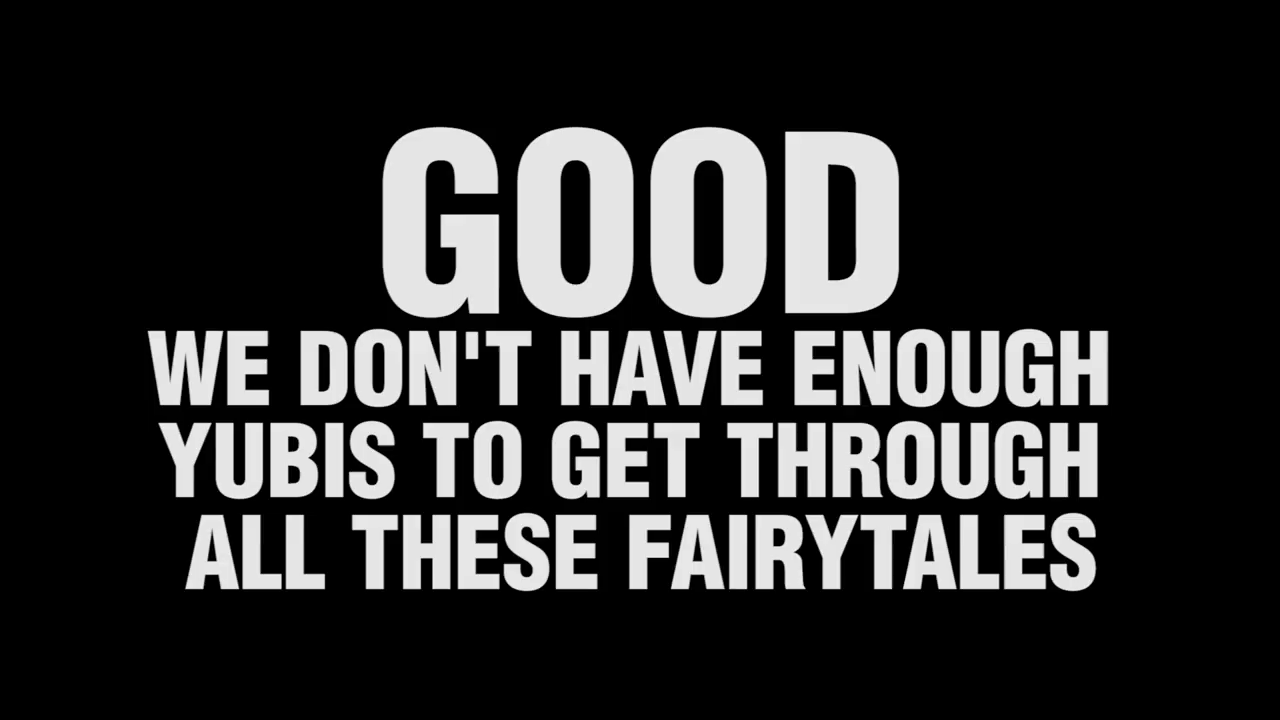 GOOD
WE DON'T HAVE ENOUGH
YUBIS TO GET THROUGH
ALL THESE FAIRYTALES